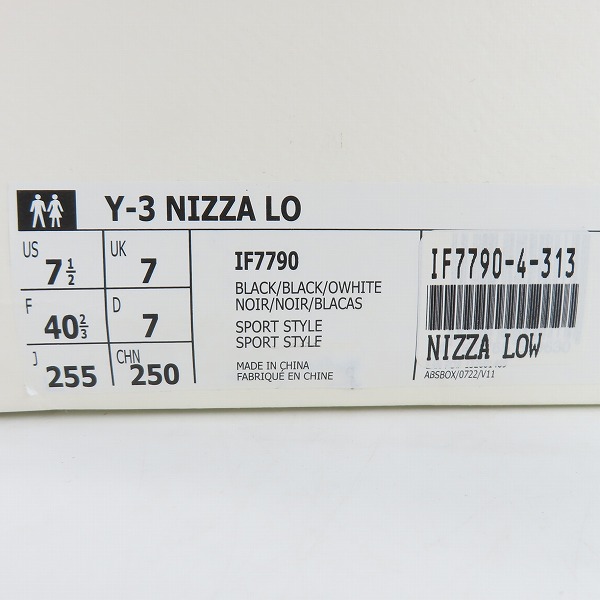 Y-3 NIZZA LO
US 7 1/2 UK 7
F 40 2/3 D 7
J 255 CHN 250
IF7790
BLACK/BLACK/OWHITE
NOIR/NOIR/BLACAS
SPORT STYLE
SPORT STYLE
MADE IN CHINA
FABRIQUÉ EN CHINE
IF7790-4-313
NIZZA LOW
ABSBOX/0722/V11